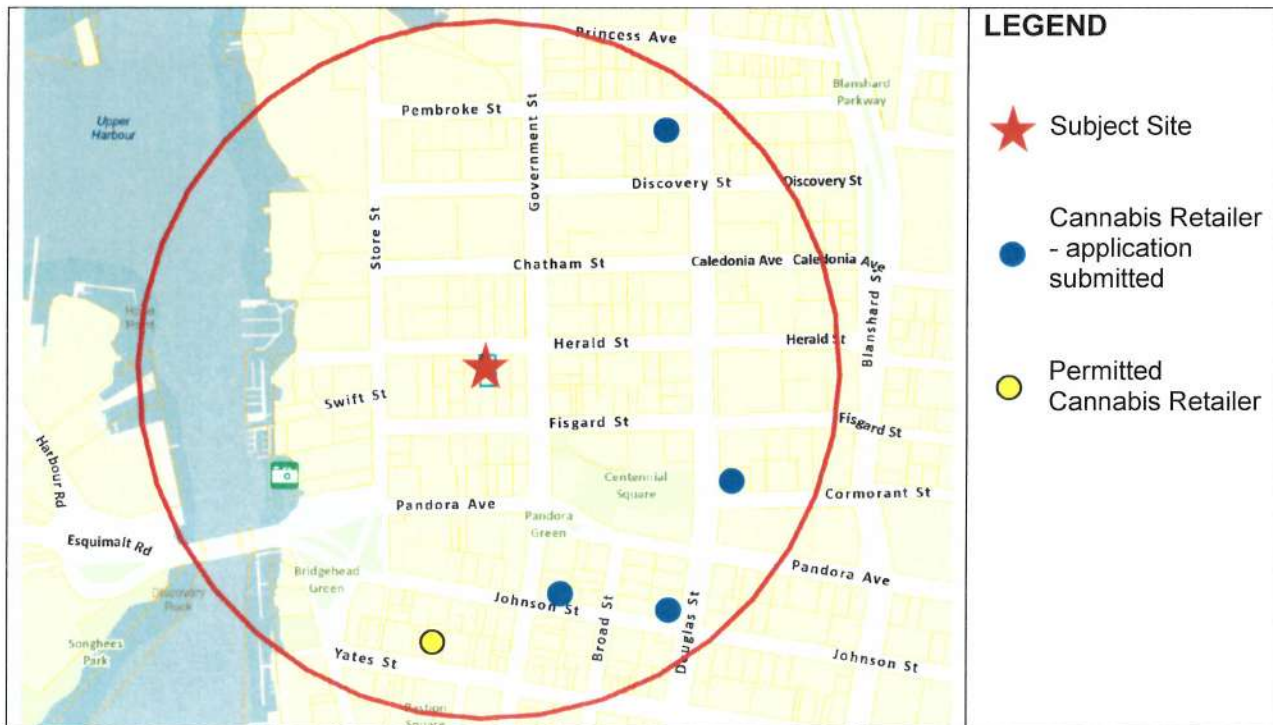 LEGEND
Subject Site
Cannabis Retailer
- application
submitted
Permitted
Cannabis Retailer
Princess Ave
Blanshard
Parkway
Pembroke St
Government St
Upper
Harbour
Discovery St
Discovery St
Store St
Chatham St
Caledonia Ave
Caledonia Ave
Blanshard St
Herald St
Herald St
Swift St
Fisgard St
Fisgard St
Harbour Rd
Centennial
Square
Cormorant St
Pandora Ave
Pandora
Green
Esquimalt Rd
Pandora Ave
Bridgehead
Green
Johnson St
Broad St
Douglas St
Songhees
Park
Yates St
Johnson St
Square